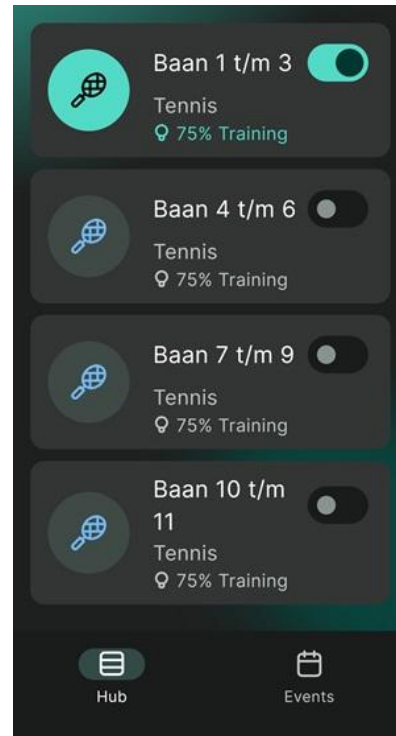 Baan 1 t/m 3
Tennis
75% Training
Baan 4 t/m 6
Tennis
75% Training
Baan 7 t/m 9
Tennis
75% Training
Baan 10 t/m
11
Tennis
75% Training
Hub
Events